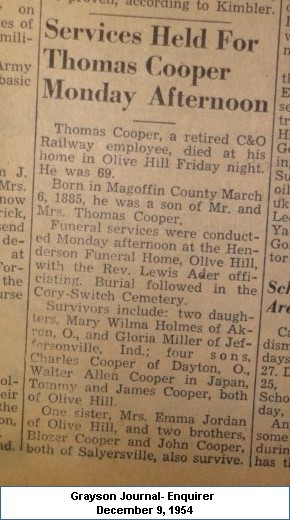 proven, according to Kimbler.
Services Held For
Thomas Cooper
Monday Afternoon
Thomas Cooper, a retired C&O
Railway employee, died at his
home in Olive Hill Friday night.
He was 69.
Born in Magoffin County March
6, 1885, he was a son of Mr. and
Mrs. Thomas Cooper.
Funeral services were conduct-
ed Monday afternoon at the Hen-
derson Funeral Home, Olive Hill,
with the Rev. Lewis Ader offi-
ciating. Burial followed in the
Cory-Switch Cemetery.
Survivors include: two daugh-
ters, Mary Wilma Holmes of Ak-
ron, O., and Gloria Miller of Jef-
forsonville, Ind.; four sons,
Charles Cooper of Dayton, O.,
Walter Allen Cooper in Japan,
Tommy and James Cooper, both
of Olive Hill.
One sister, Mrs. Emma Jordan
of Olive Hill, and two brothers,
Blozer Cooper and John Cooper,
both of Salyersville, also survive.
Grayson Journal- Enquirer
December 9, 1954